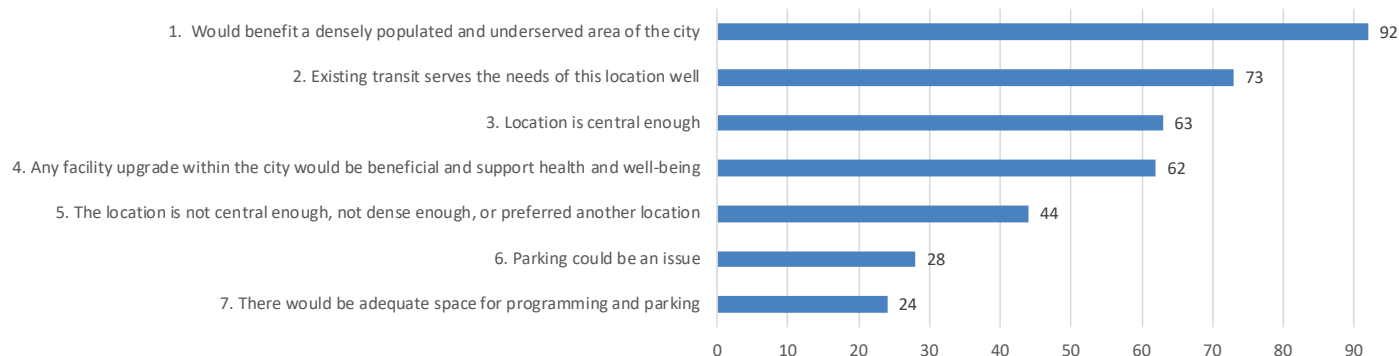 1. Would benefit a densely populated and underserved area of the city
92
2. Existing transit serves the needs of this location well
73
3. Location is central enough
63
4. Any facility upgrade within the city would be beneficial and support health and well-being
62
5. The location is not central enough, not dense enough, or preferred another location
44
6. Parking could be an issue
28
7. There would be adequate space for programming and parking
24
0 10 20 30 40 50 60 70 80 90